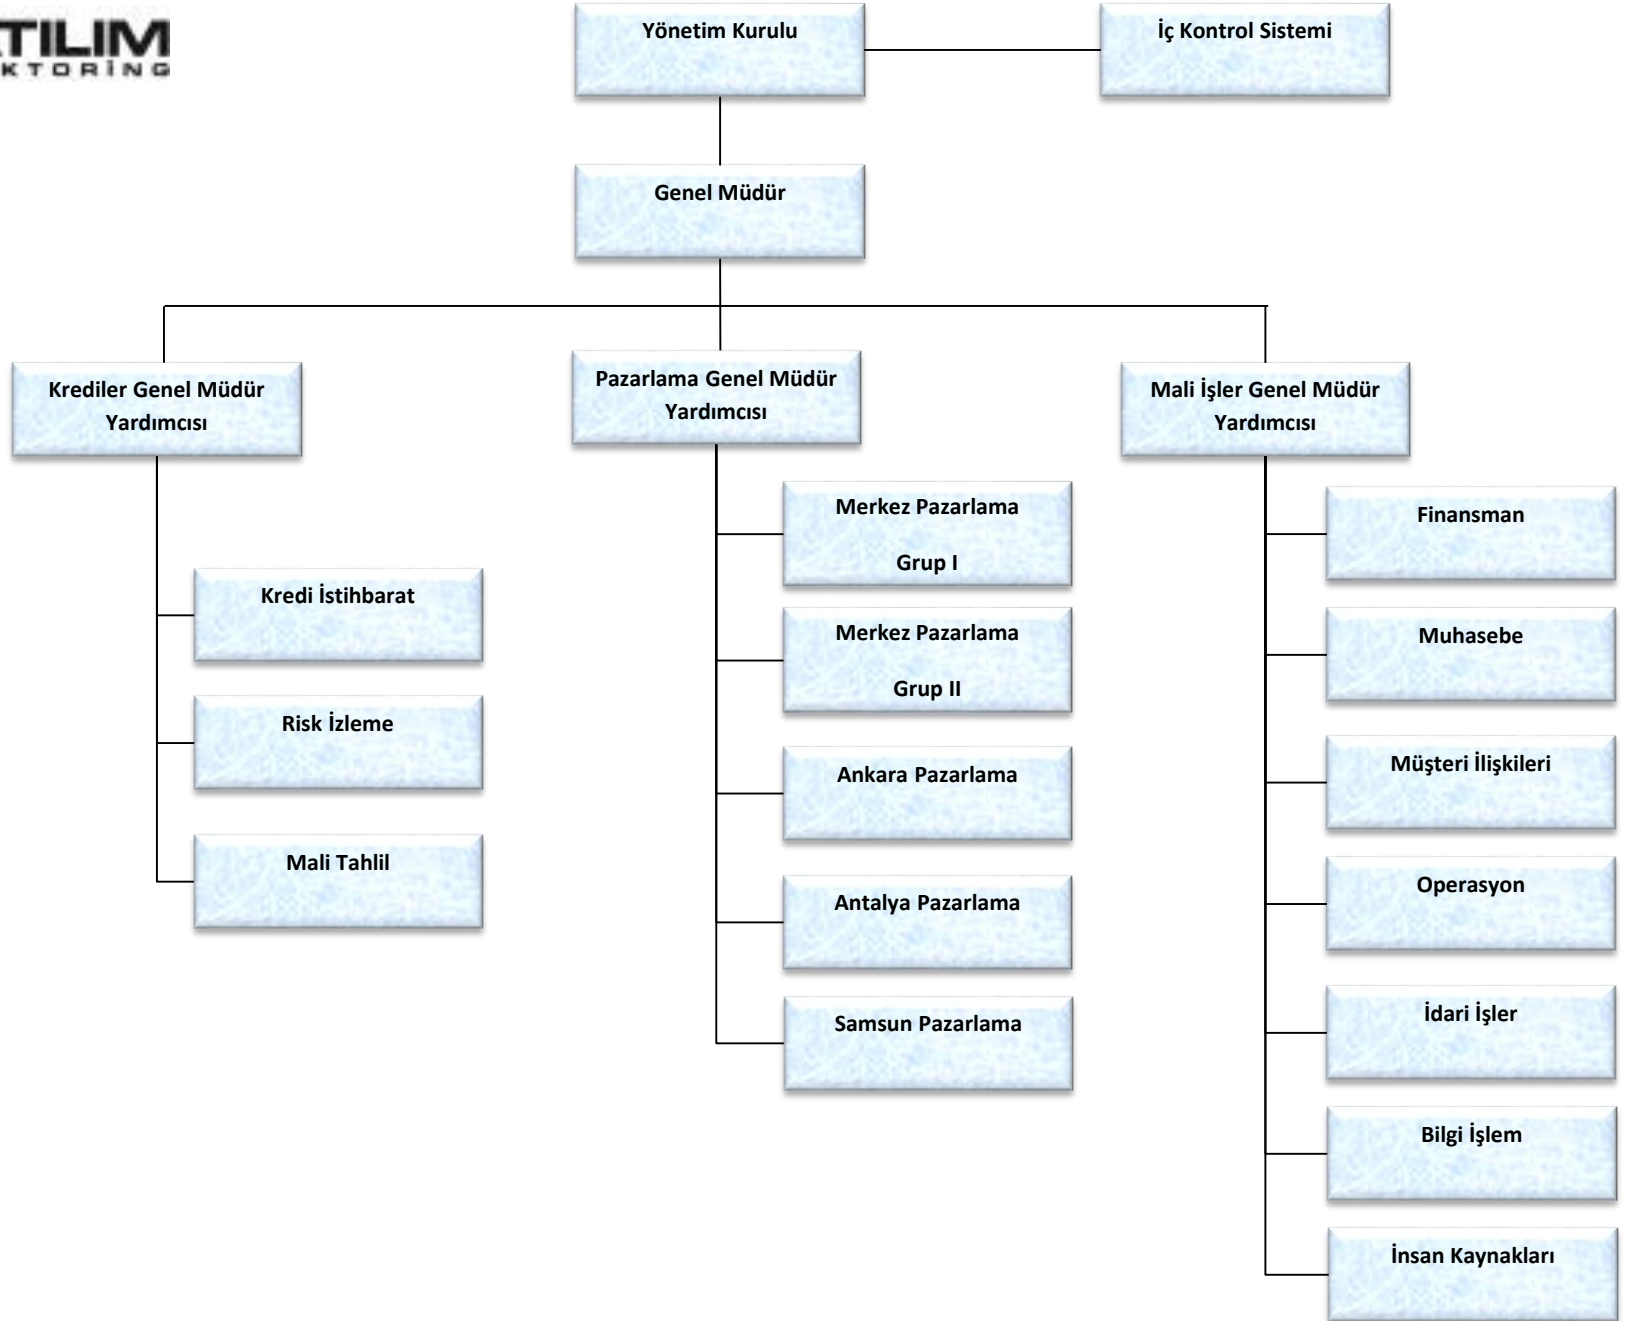 TILIM
KTORİNG
Yönetim Kurulu
İç Kontrol Sistemi
Genel Müdür
Krediler Genel Müdür
Yardımcısı
Pazarlama Genel Müdür
Yardımcısı
Mali İşler Genel Müdür
Yardımcısı
Kredi İstihbarat
Risk İzleme
Mali Tahlil
Merkez Pazarlama
Grup I
Merkez Pazarlama
Grup II
Ankara Pazarlama
Antalya Pazarlama
Samsun Pazarlama
Finansman
Muhasebe
Müşteri İlişkileri
Operasyon
İdari İşler
Bilgi İşlem
İnsan Kaynakları